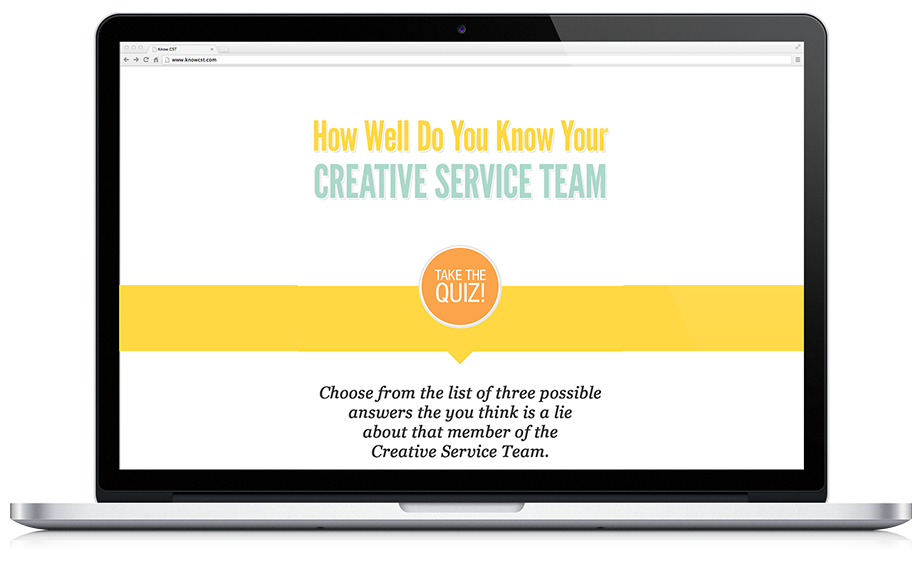 Know CST
www.knowcst.com
How Well Do You Know Your
CREATIVE SERVICE TEAM
TAKE THE
QUIZ!
Choose from the list of three possible
answers the you think is a lie
about that member of the
Creative Service Team.